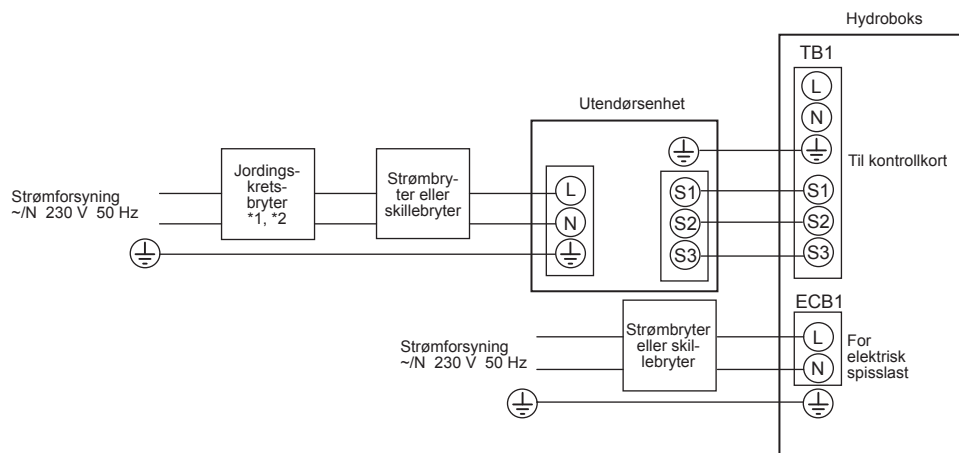 Hydroboks
TB1
L
N
Utendørsenhet
Til kontrollkort
Jordings-
krets-
bryter
*1, *2
Strømbry-
ter eller
skillebryter
Strømforsyning
~/N 230 V 50 Hz
L
N
S1
S2
S3
S1
S2
S3
ECB1
Strømbryter
eller skil-
lebryter
Strømforsyning
~/N 230 V 50 Hz
L
N
For
elektrisk
spisslast